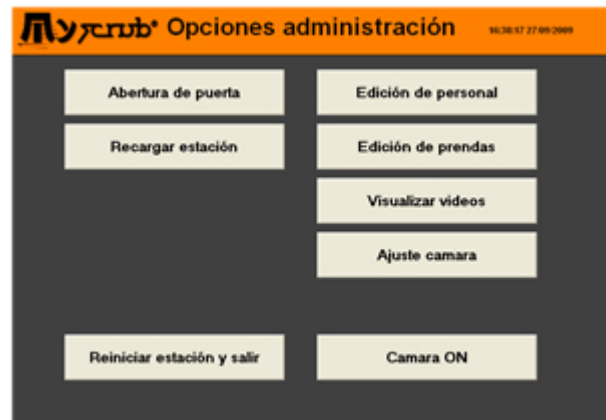 Myscrub® Opciones administración 16:38:17 27/09/2009
Abertura de puerta
Edición de personal
Recargar estación
Edición de prendas
Visualizar videos
Ajuste camara
Reiniciar estación y salir
Camara ON